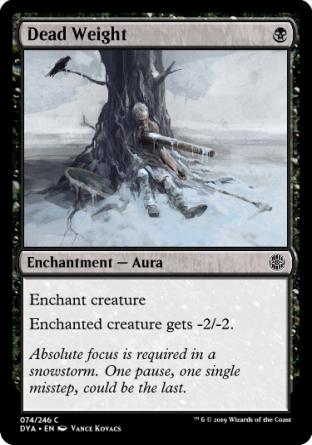 Dead Weight
Enchantment — Aura
Enchant creature
Enchanted creature gets -2/-2.
Absolute focus is required in a
snowstorm. One pause, one single
misstep, could be the last.
074/246 C
DYA • EN Vance Kovacs
™ & © 2019 Wizards of the Coast